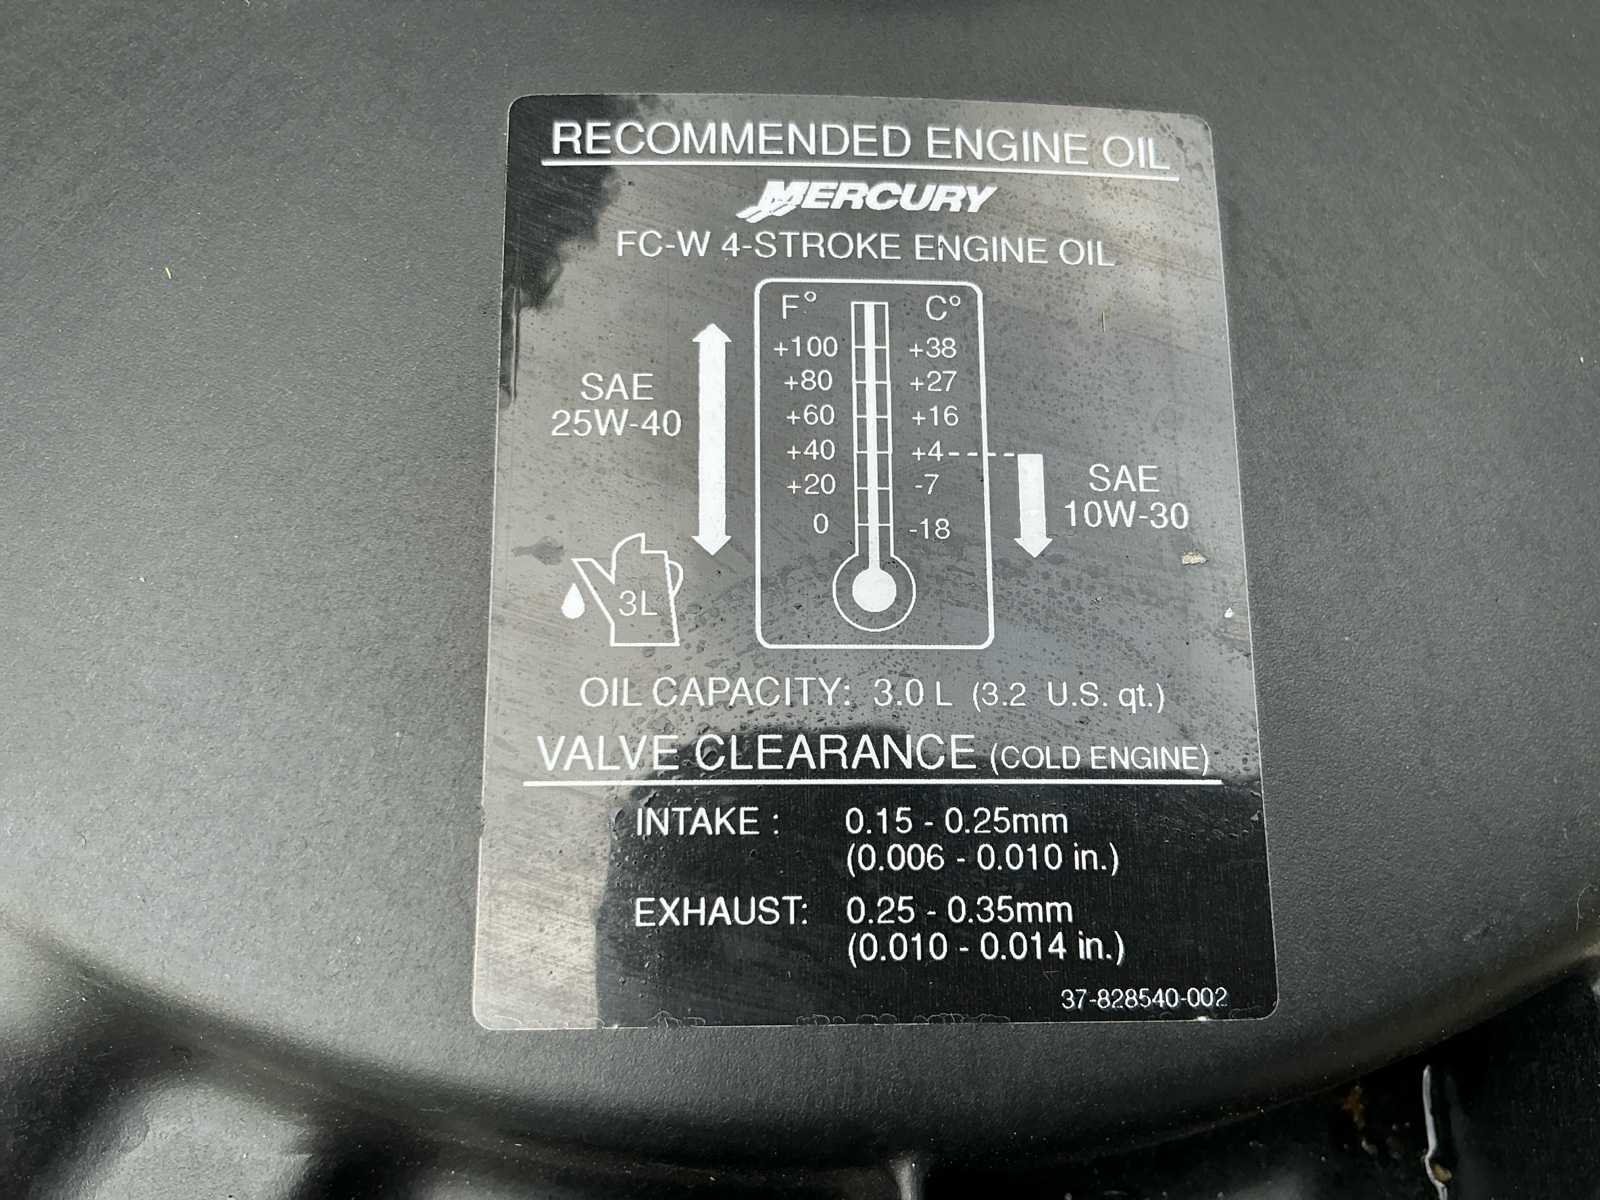 RECOMMENDED ENGINE OIL
MERCURY
FC-W 4-STROKE ENGINE OIL
F° C°
+100 +38
+80 +27
+60 +16
+40 +4
+20 -7
0 -18
SAE
25W-40
SAE
10W-30
3L
OIL CAPACITY: 3.0 L (3.2 U.S. qt.)
VALVE CLEARANCE (COLD ENGINE)
INTAKE : 0.15 - 0.25mm
(0.006 - 0.010 in.)
EXHAUST: 0.25 - 0.35mm
(0.010 - 0.014 in.)
37-828540-002